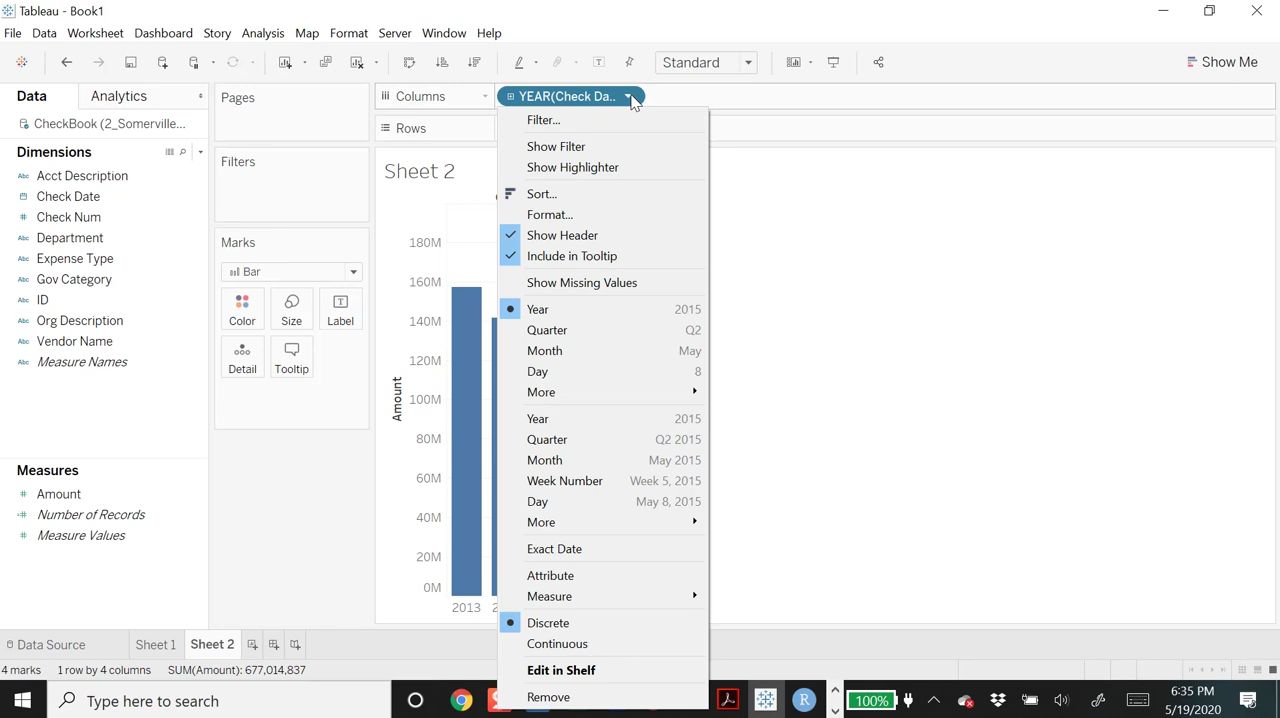 Tableau - Book1
File Data Worksheet Dashboard Story Analysis Map Format Server Window Help
Standard
Show Me
Data Analytics
CheckBook (2_Somerville...
Dimensions
Abc Acct Description
Check Date
# Check Num
Abc Department
Abc Expense Type
Abc Gov Category
Abc ID
Abc Org Description
Abc Vendor Name
Abc Measure Names
Measures
# Amount
# Number of Records
# Measure Values
Pages
Filters
Marks
Bar
Color Size Label
Detail Tooltip
Columns YEAR(Check Da..
Rows
Sheet 2
Amount
180M
160M
140M
120M
100M
80M
60M
40M
20M
0M
2013
Filter...
Show Filter
Show Highlighter
Sort...
Format...
Show Header
Include in Tooltip
Show Missing Values
Year 2015
Quarter Q2
Month May
Day 8
More
Year 2015
Quarter Q2 2015
Month May 2015
Week Number Week 5, 2015
Day May 8, 2015
More
Exact Date
Attribute
Measure
Discrete
Continuous
Edit in Shelf
Remove
Data Source Sheet 1 Sheet 2
4 marks 1 row by 4 columns SUM(Amount): 677,014,837
Type here to search
R
100%
6:35 PM
5/19/2020